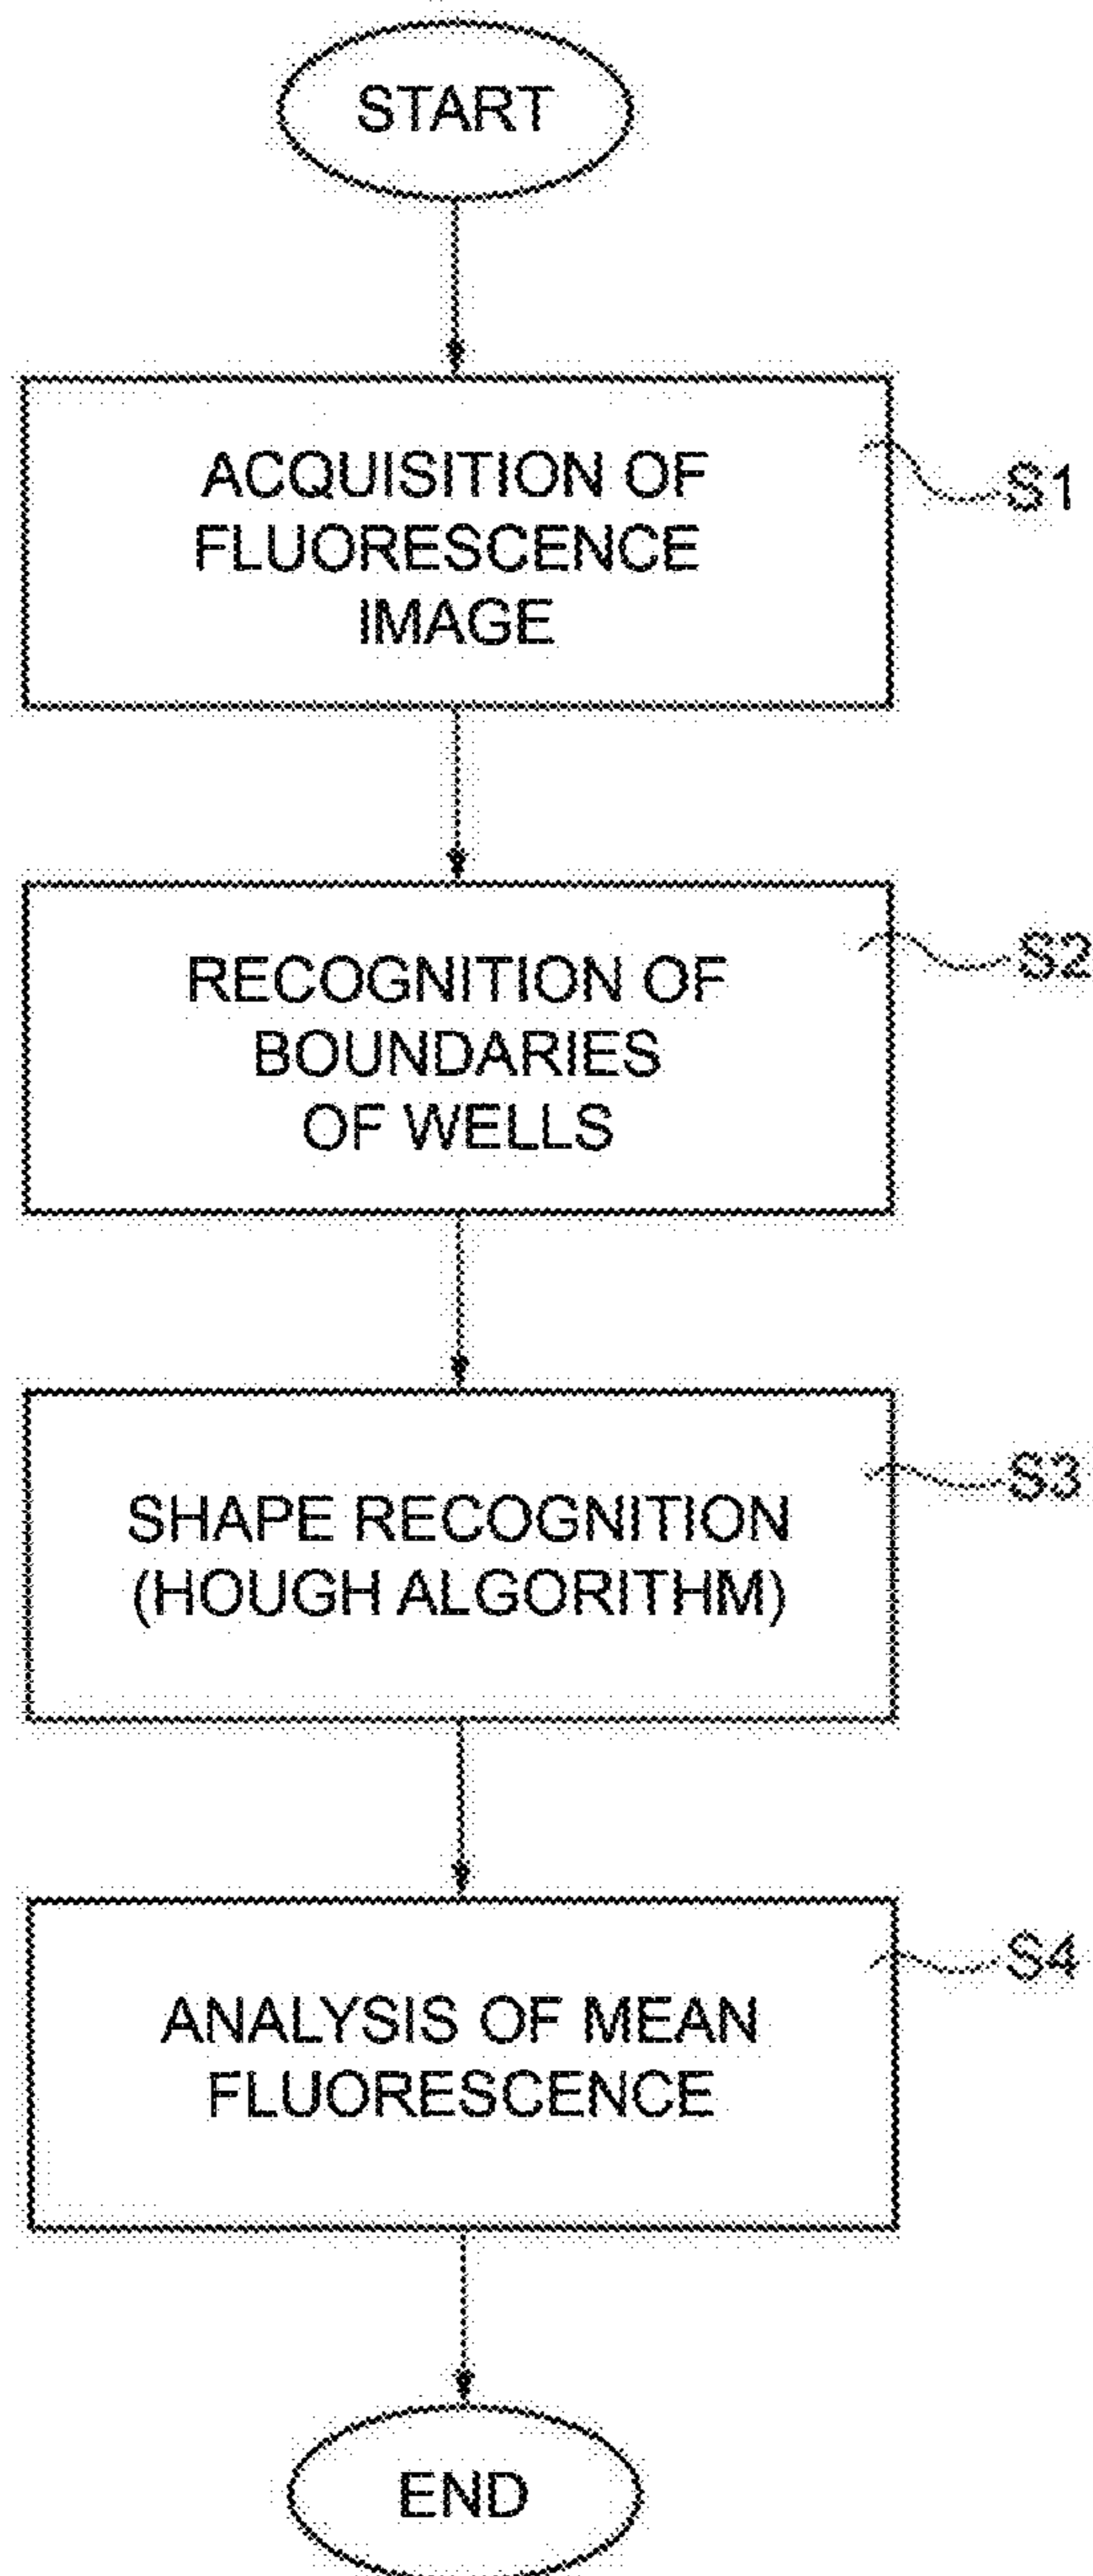 START
ACQUISITION OF
FLUORESCENCE
IMAGE
S1
RECOGNITION OF
BOUNDARIES
OF WELLS
S2
SHAPE RECOGNITION
(HOUGH ALGORITHM)
S3
ANALYSIS OF MEAN
FLUORESCENCE
S4
END